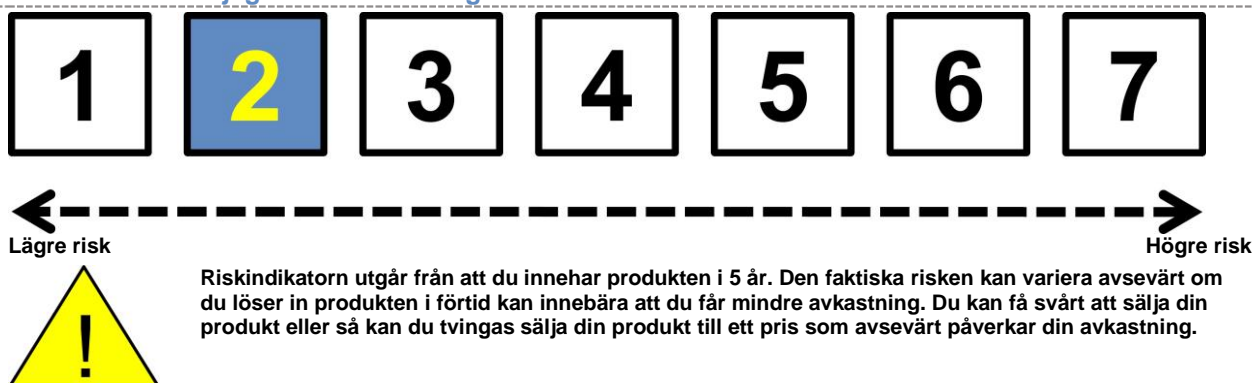 1 2 3 4 5 6 7
Lägre risk Högre risk
Riskindikatorn utgår från att du innehar produkten i 5 år. Den faktiska risken kan variera avsevärt om
du löser in produkten i förtid kan innebära att du får mindre avkastning. Du kan få svårt att sälja din
produkt eller så kan du tvingas sälja din produkt till ett pris som avsevärt påverkar din avkastning.
!